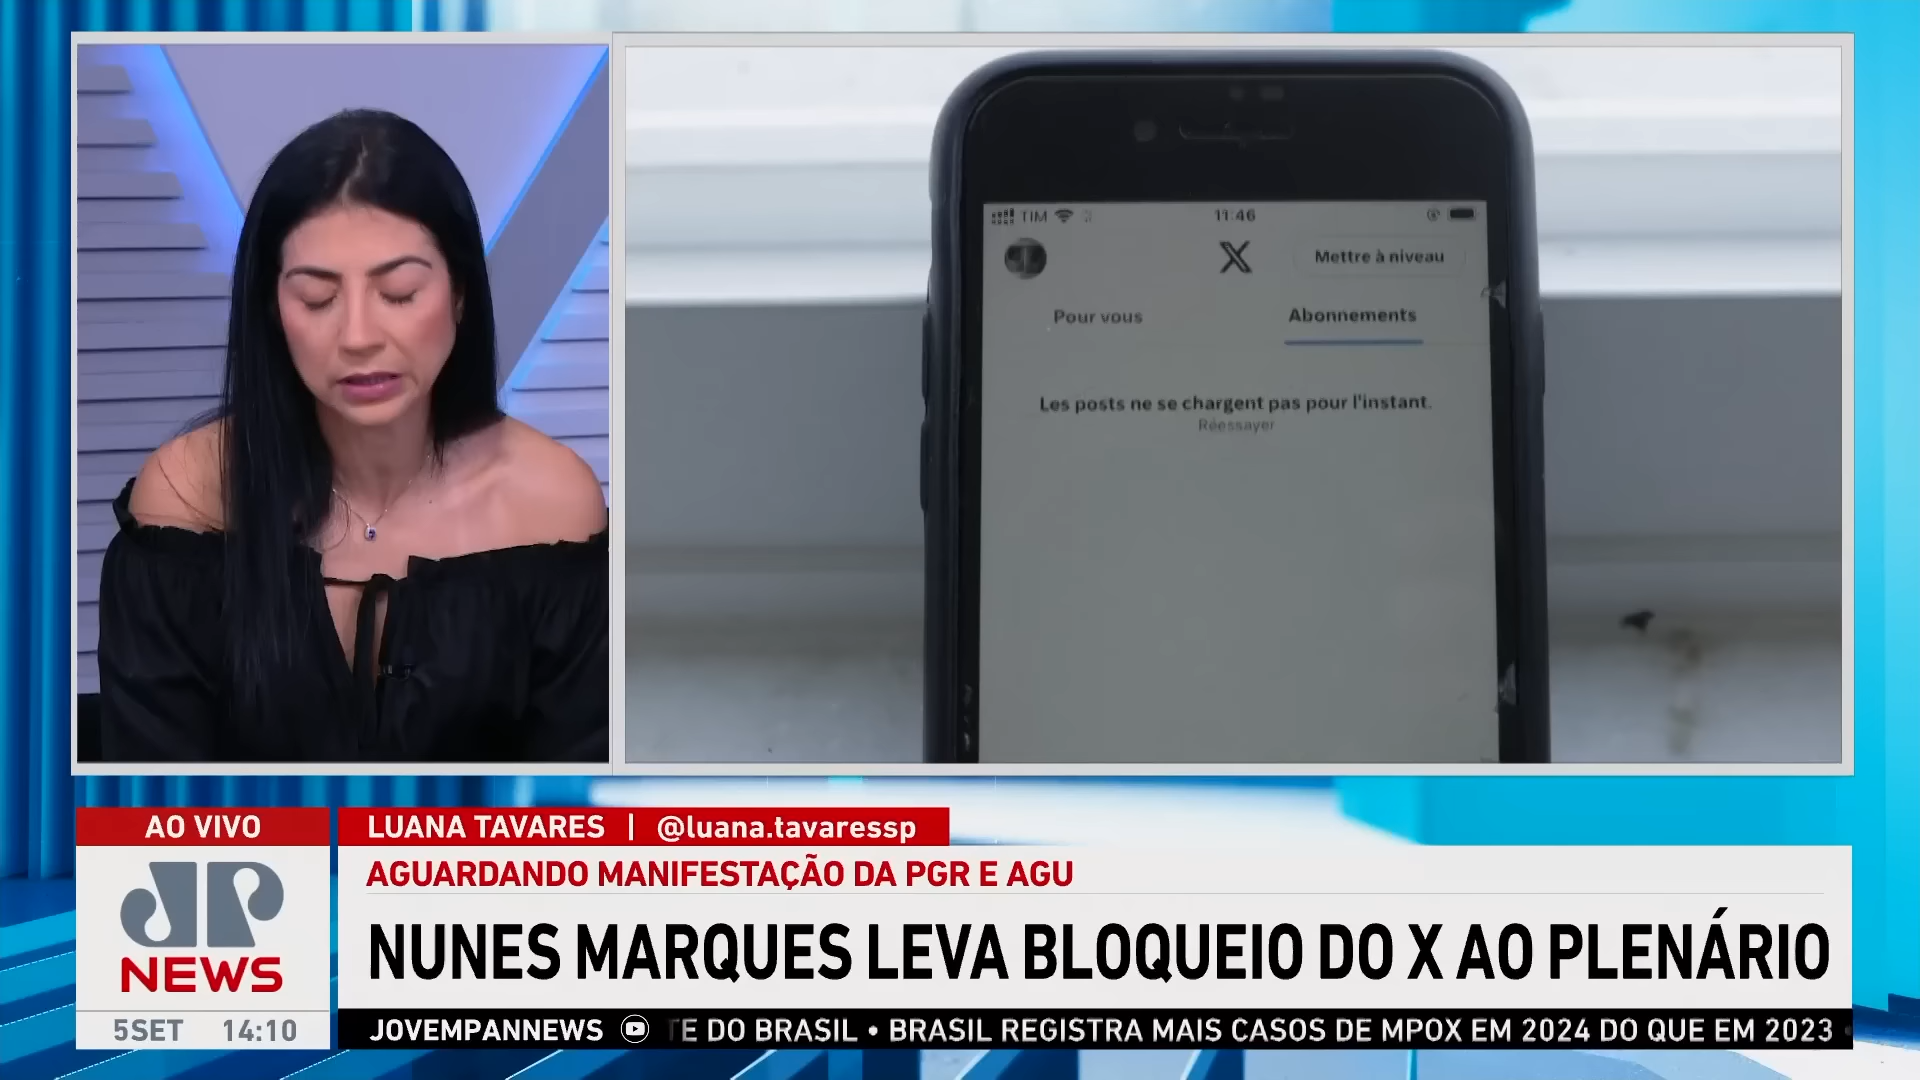 TIM
11:46
X
Mettre à niveau
Pour vous
Abonnements
Les posts ne se chargent pas pour l'instant.
Réessayer
AO VIVO
LUANA TAVARES | @luana.tavaressp
AGUARDANDO MANIFESTAÇÃO DA PGR E AGU
NUNES MARQUES LEVA BLOQUEIO DO X AO PLENÁRIO
JP
NEWS
5SET 14:10
JOVEMPANNEWS TE DO BRASIL • BRASIL REGISTRA MAIS CASOS DE MPOX EM 2024 DO QUE EM 2023 •